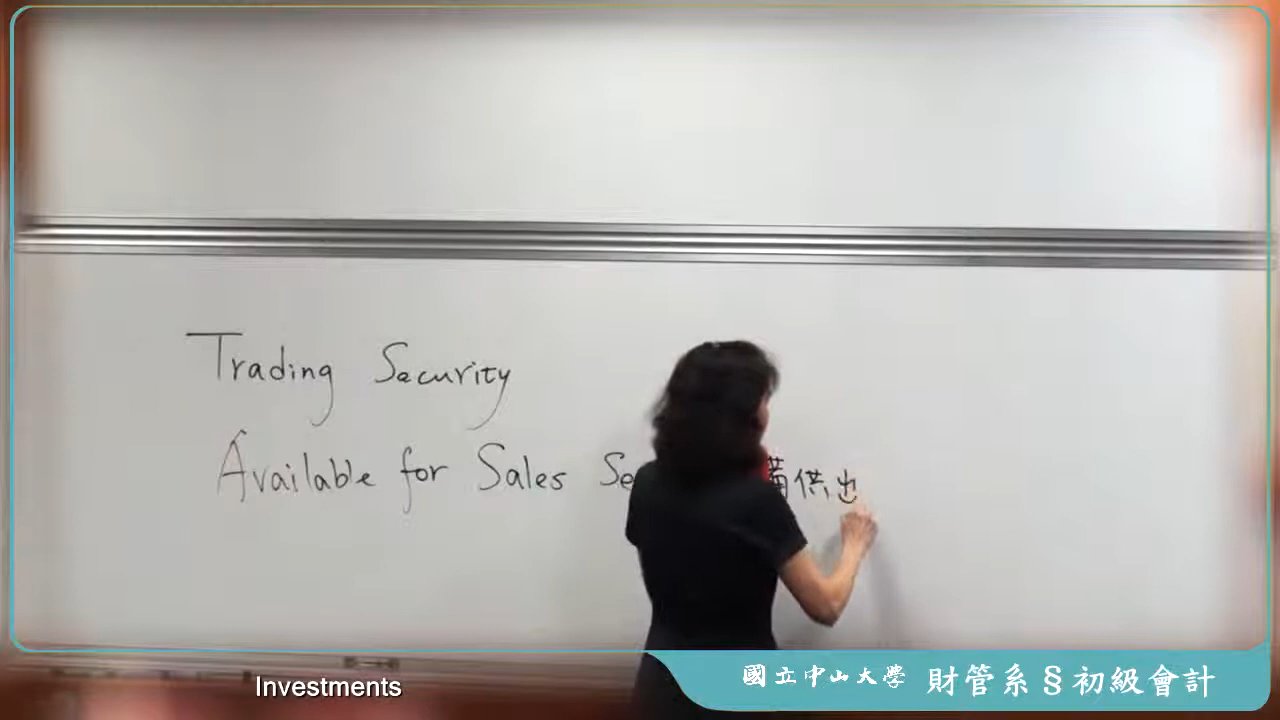 Trading Security
Available for Sales Se 備供出
Investments
國立中山大學 財管系 § 初級會計